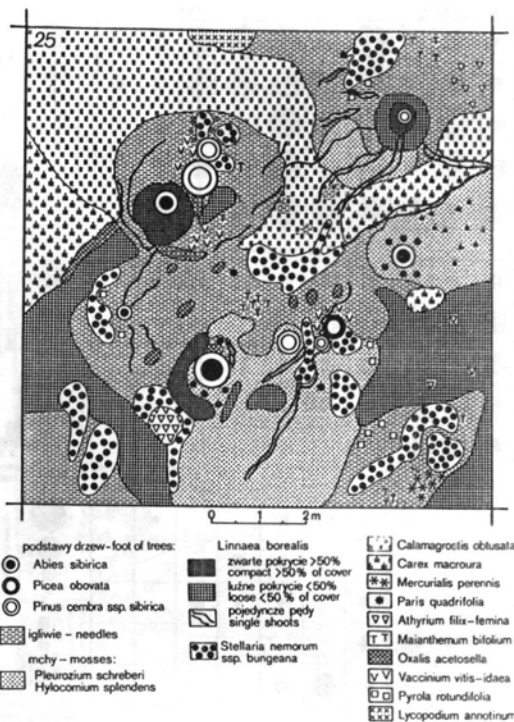 25
0 1 2m
podstawy drzew - foot of trees:
Abies sibirica
Picea obovata
Pinus cembra ssp. sibirica
igliwie - needles
mchy - mosses:
Pleurozium schreberi
Hylocomium splendens
Linnaea borealis
zwarte pokrycie >50%
compact >50% of cover
luźne pokrycie <50%
loose <50% of cover
pojedyncze pędy
single shoots
Stellaria nemorum
ssp. bungeana
Calamagrostis obtusata
Carex macroura
Mercurialis perennis
Paris quadrifolia
Athyrium filix-femina
Maianthemum bifolium
Oxalis acetosella
Vaccinium vitis-idaea
Pyrola rotundifolia
Lycopodium annotinum